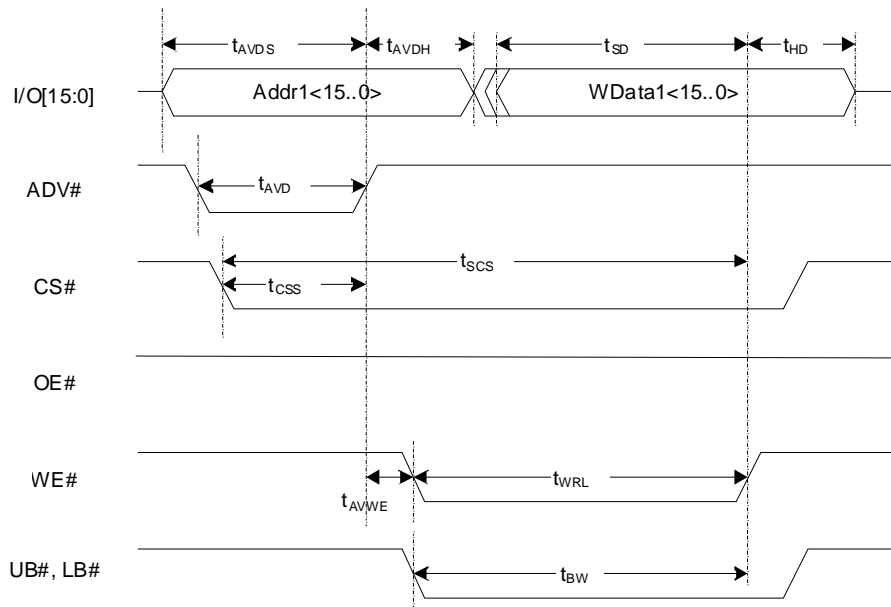 tAVDS tAVDH tSD tHD
I/O[15:0] Addr1<15..0> WData1<15..0>
ADV# tAVD
tSCS
CS# tCSS
OE#
WE# tWRL
tAVWE
UB#, LB# tBW